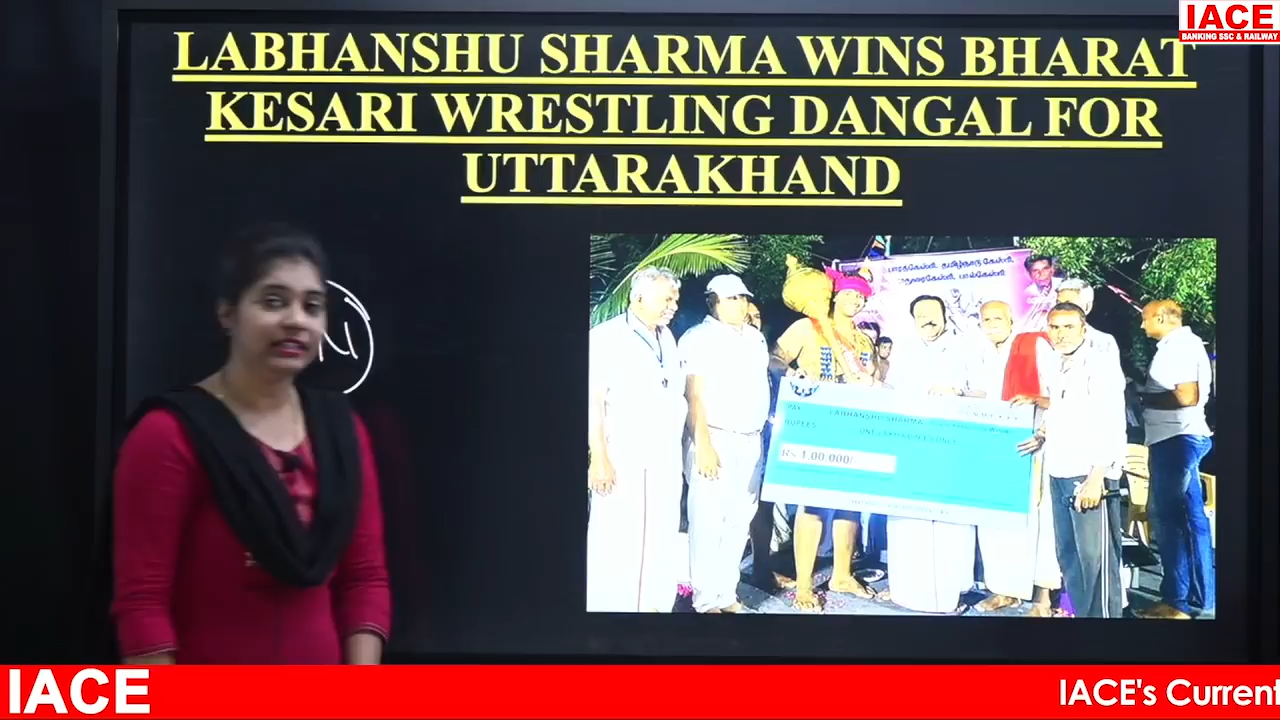 IACE
BANKING SSC & RAILWAY
LABHANSHU SHARMA WINS BHARAT
KESARI WRESTLING DANGAL FOR
UTTARAKHAND
PAY LABHANSHU SHARMA
RUPEES
Rs 1,00,000/
IACE
IACE's Current